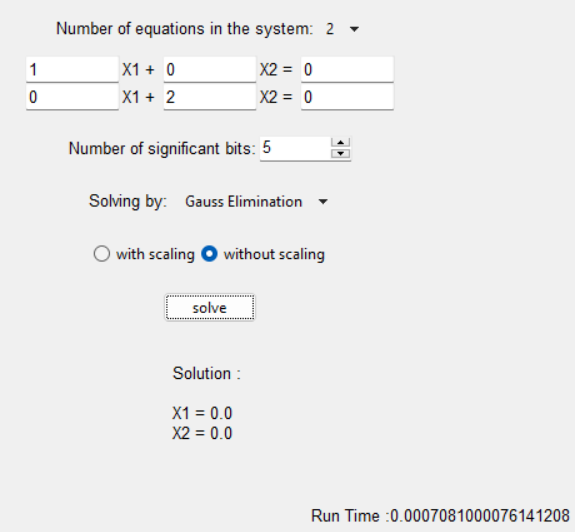 Number of equations in the system: 2
1 X1 + 0 X2 = 0
0 X1 + 2 X2 = 0
Number of significant bits: 5
Solving by: Gauss Elimination
with scaling without scaling
solve
Solution :
X1 = 0.0
X2 = 0.0
Run Time :0.0007081000076141208